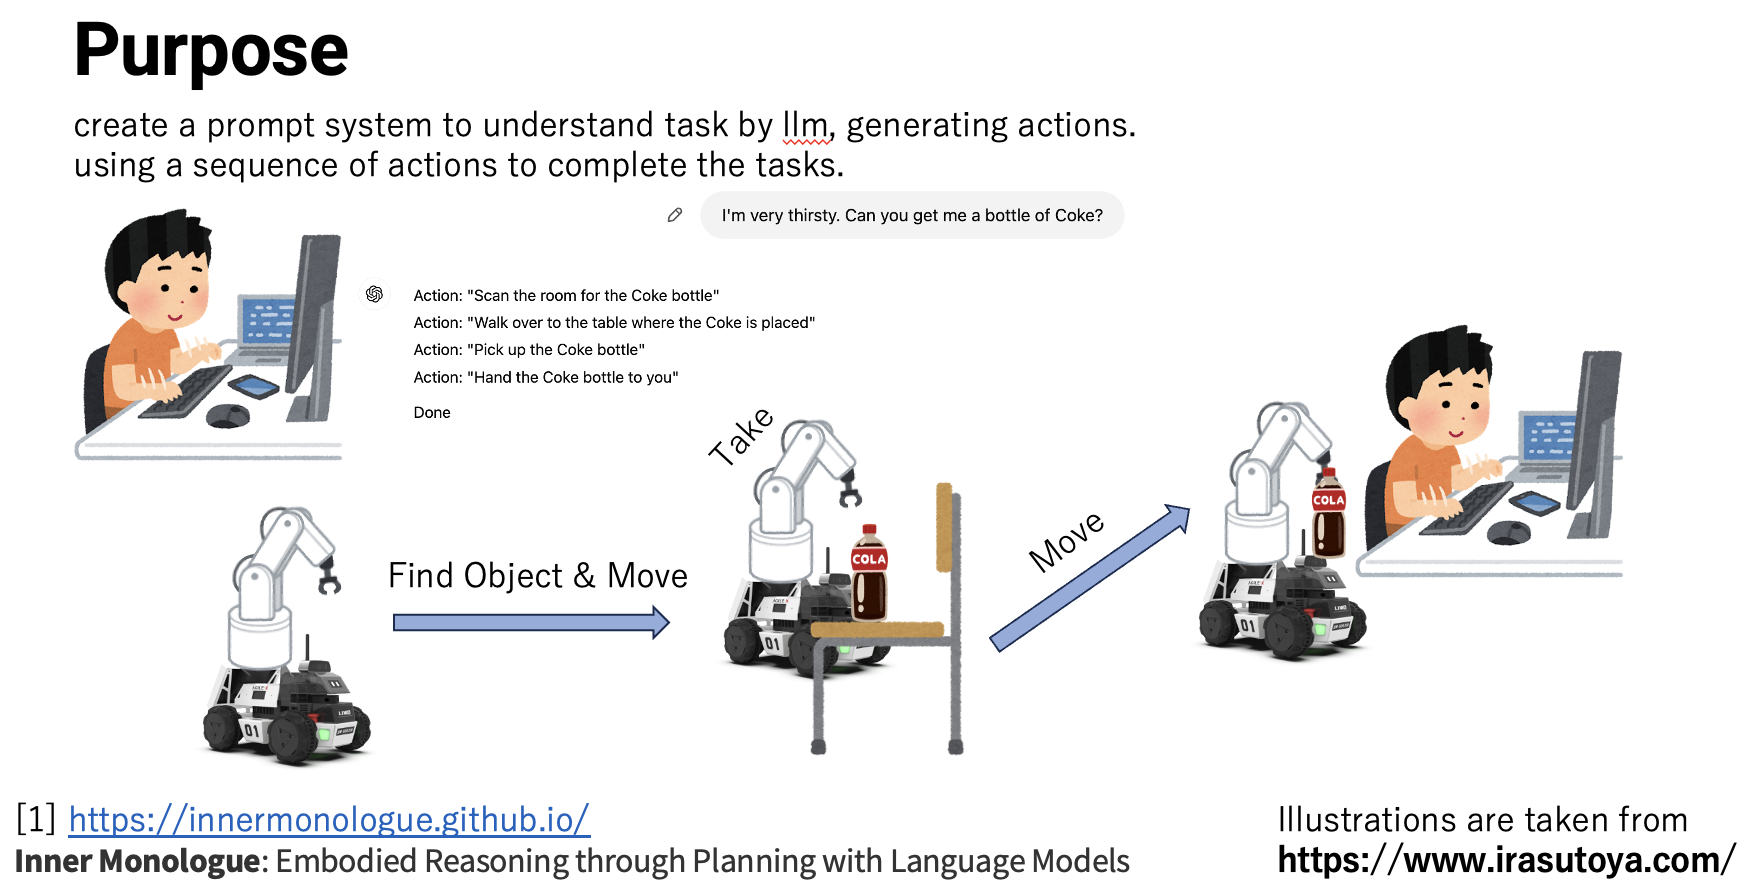 Purpose
create a prompt system to understand task by llm, generating actions.
using a sequence of actions to complete the tasks.
I'm very thirsty. Can you get me a bottle of Coke?
Action: "Scan the room for the Coke bottle"
Action: "Walk over to the table where the Coke is placed"
Action: "Pick up the Coke bottle"
Action: "Hand the Coke bottle to you"
Done
Take
Find Object & Move
Move
COLA
COLA
01
01
01
LIMO
LIMO
[1] https://innermonologue.github.io/
Inner Monologue: Embodied Reasoning through Planning with Language Models
Illustrations are taken from
https://www.irasutoya.com/